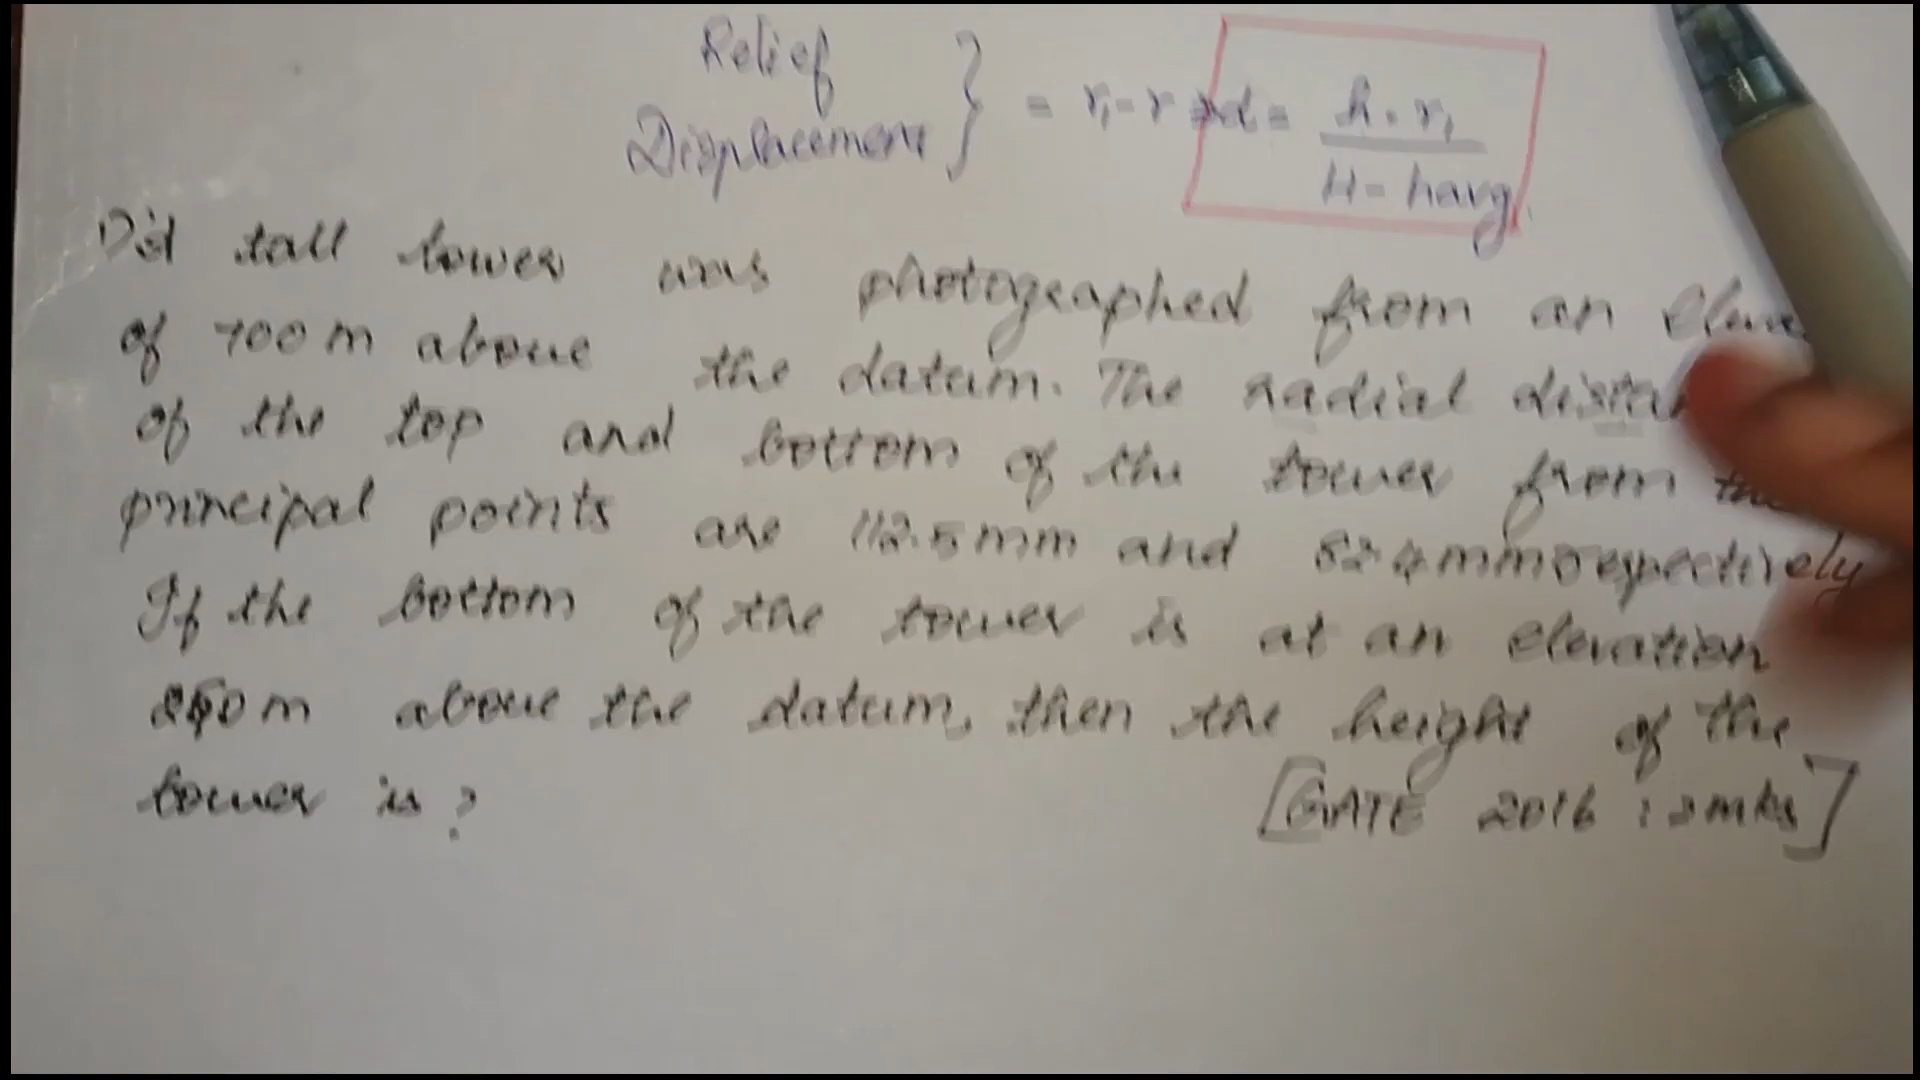 Relief
Displacement } = r₁ - r ⇒ d = h . r₁
H - havg.
tall tower was photographed from an
of 700 m above the datum. The radial
of the top and bottom of the tower from
principal points are 112.5 mm and respectively
If the bottom of the tower is at an elevation
m above the datum, then the height of the
tower is?
[GATE 2016 : 2 mks]